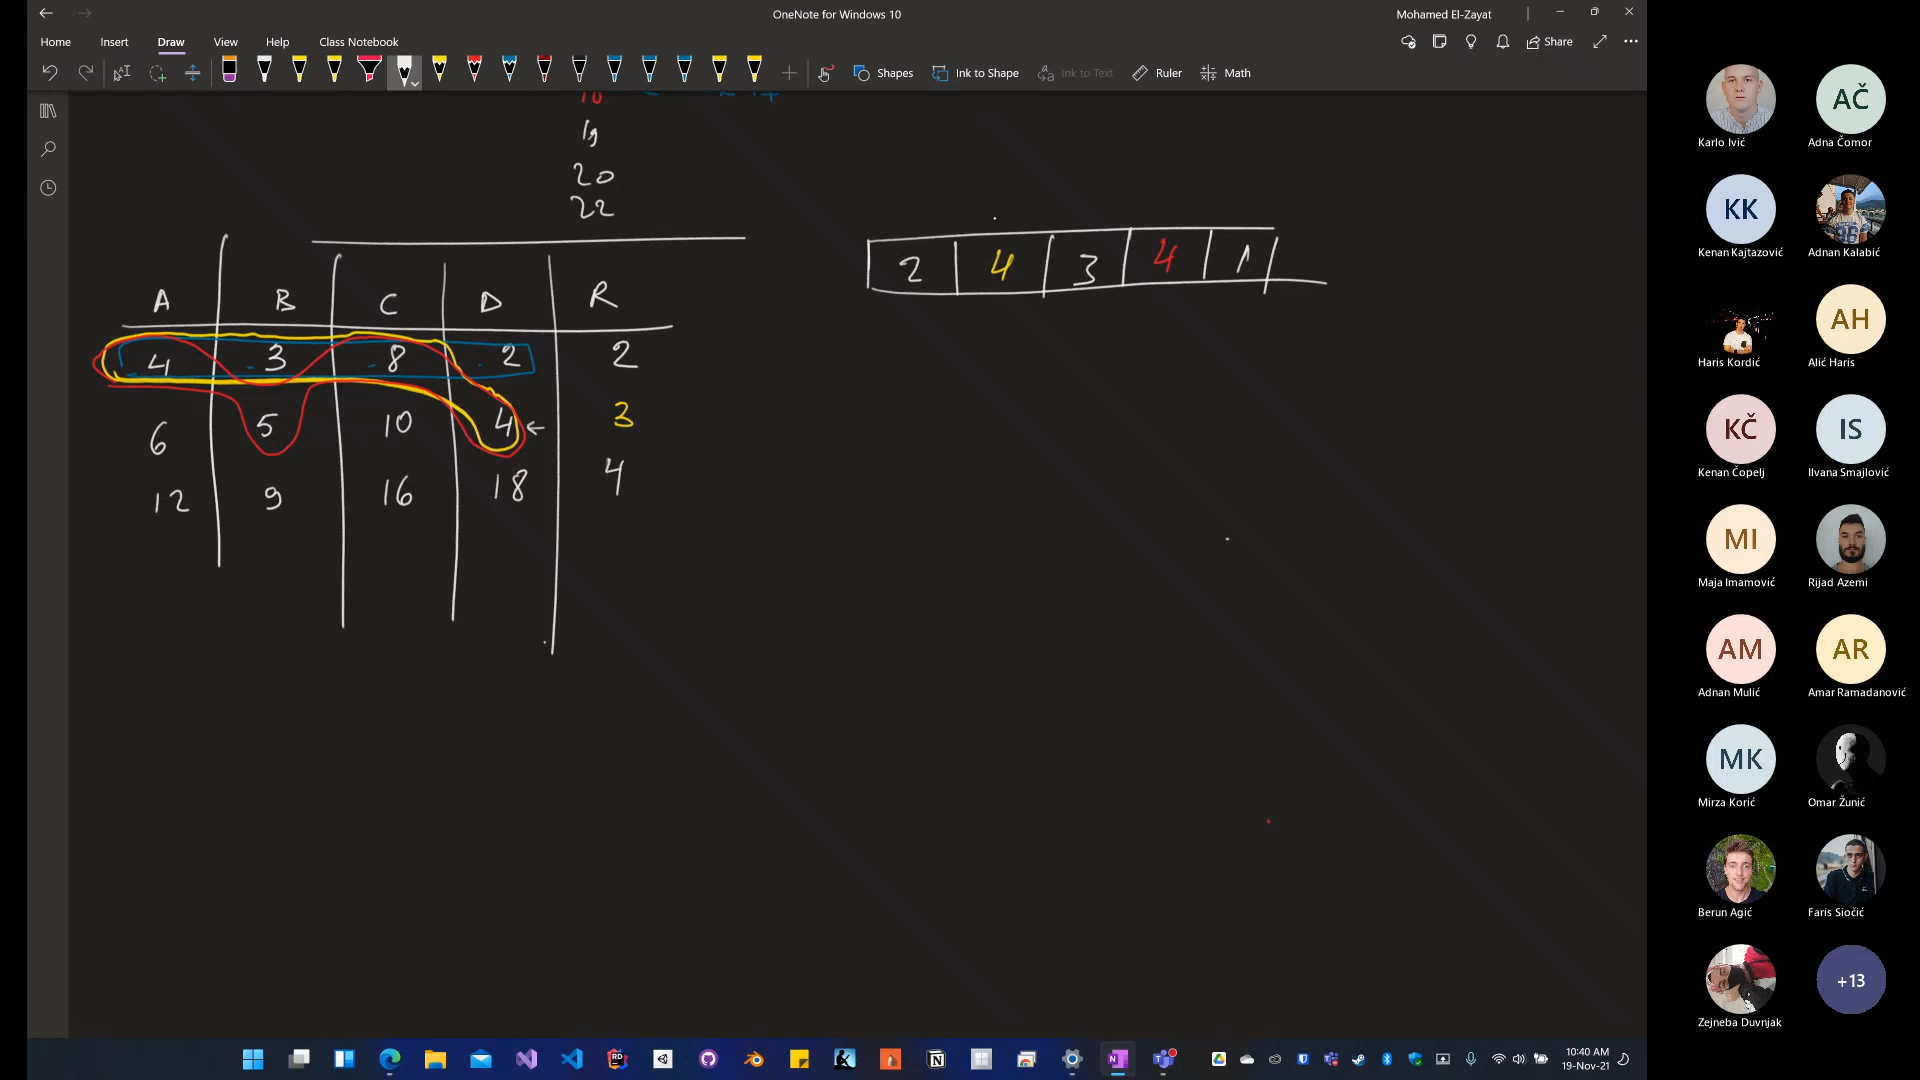 OneNote for Windows 10
Mohamed El-Zayat
Home Insert Draw View Help Class Notebook
Share
Shapes Ink to Shape Ink to Text Ruler Math
10
19
20
22
2 4 3 4 1
A B C D R
4 3 8 2 2
6 5 10 4 ← 3
12 9 16 18 4
AČ
Karlo Ivić Adna Čomor
KK
Kenan Kajtazović Adnan Kalabić
AH
Haris Kordić Alić Haris
KČ IS
Kenan Čopelj Ilvana Smajlović
MI
Maja Imamović Rijad Azemi
AM AR
Adnan Mulić Amar Ramadanović
MK
Mirza Korić Omar Žunić
Berun Agić Faris Siočić
+13
Zejneba Duvnjak
10:40 AM
19-Nov-21